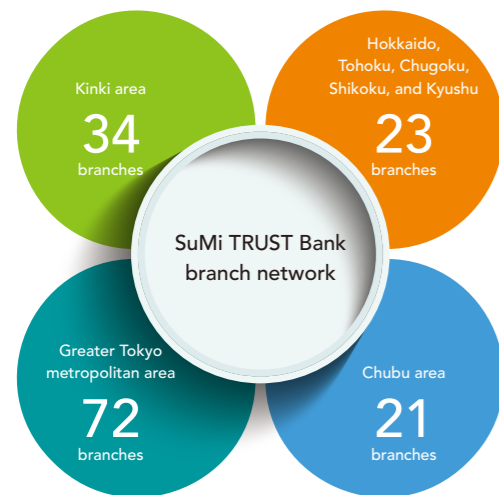 Kinki area
34
branches
Hokkaido,
Tohoku, Chugoku,
Shikoku, and Kyushu
23
branches
SuMi TRUST Bank
branch network
Greater Tokyo
metropolitan area
72
branches
Chubu area
21
branches